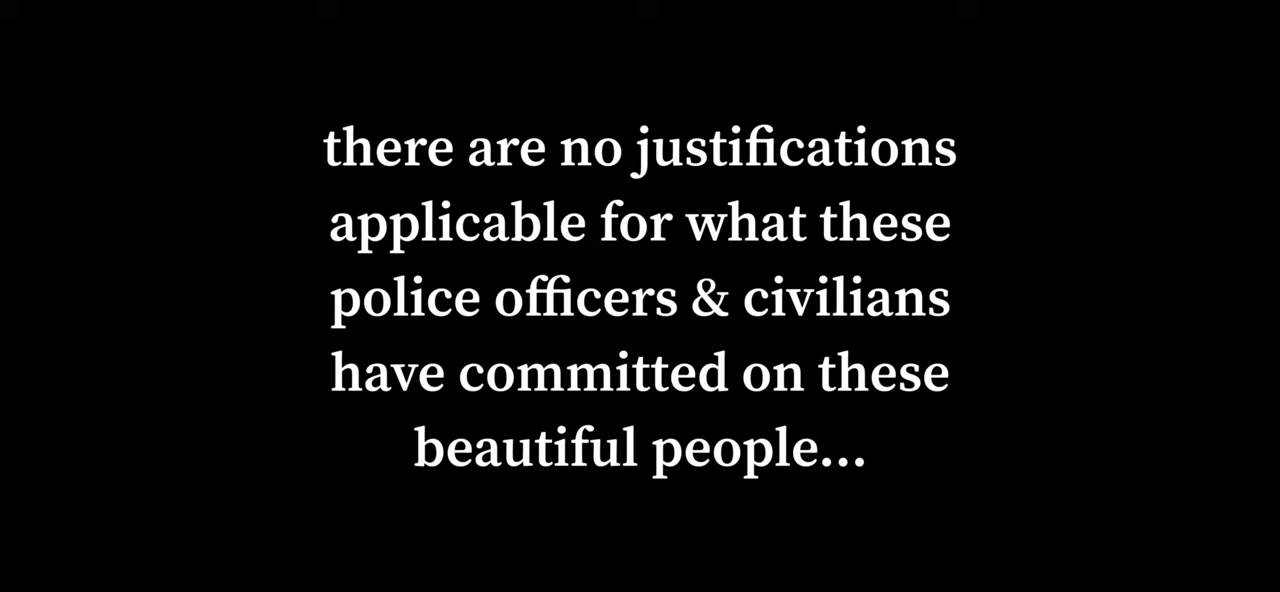 there are no justifications
applicable for what these
police officers & civilians
have committed on these
beautiful people...